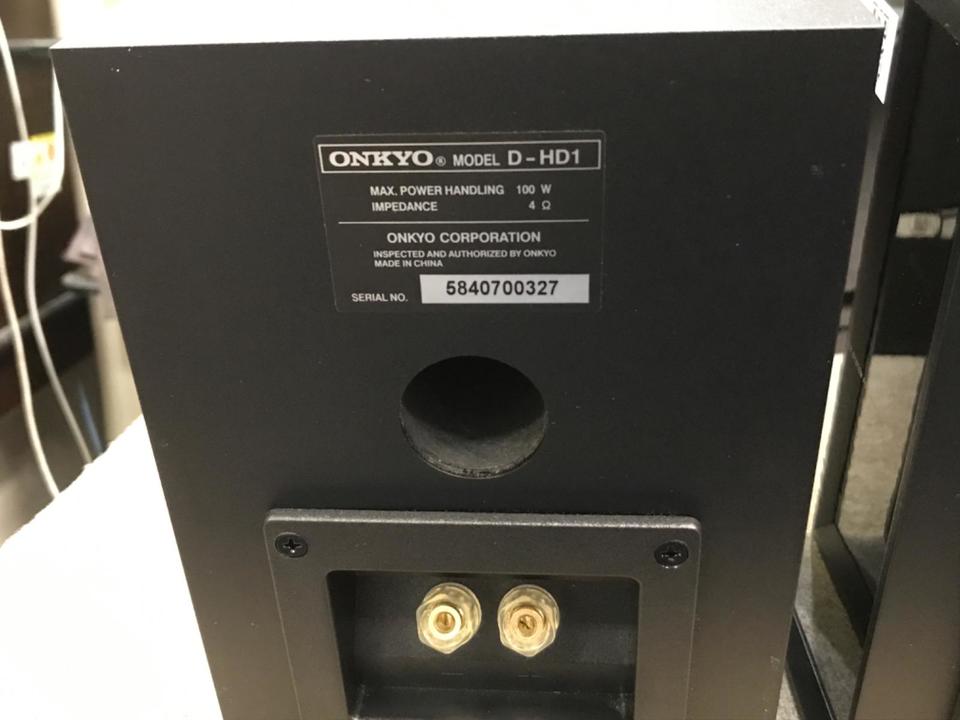 ONKYO® MODEL D-HD1
MAX. POWER HANDLING 100 W
IMPEDANCE 4 Ω
ONKYO CORPORATION
INSPECTED AND AUTHORIZED BY ONKYO
MADE IN CHINA
SERIAL NO. 5840700327
− +